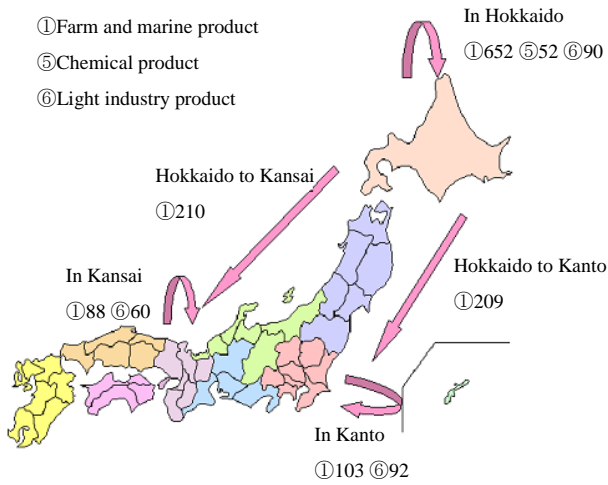 ①Farm and marine product
⑤Chemical product
⑥Light industry product
In Hokkaido
①652 ⑤52 ⑥90
Hokkaido to Kansai
①210
Hokkaido to Kanto
①209
In Kansai
①88 ⑥60
In Kanto
①103 ⑥92